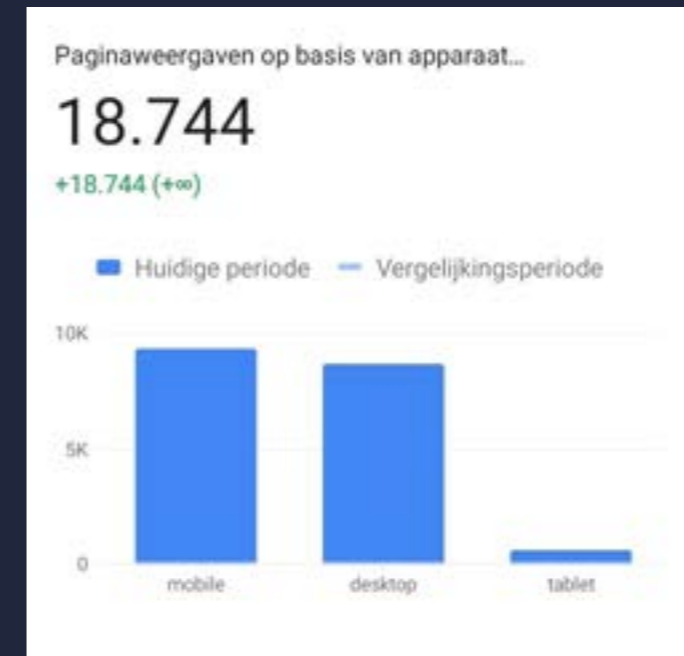 Paginaweergaven op basis van apparaat...
18.744
+18.744 (+∞)
Huidige periode Vergelijkingsperiode
10K
5K
0
mobile desktop tablet